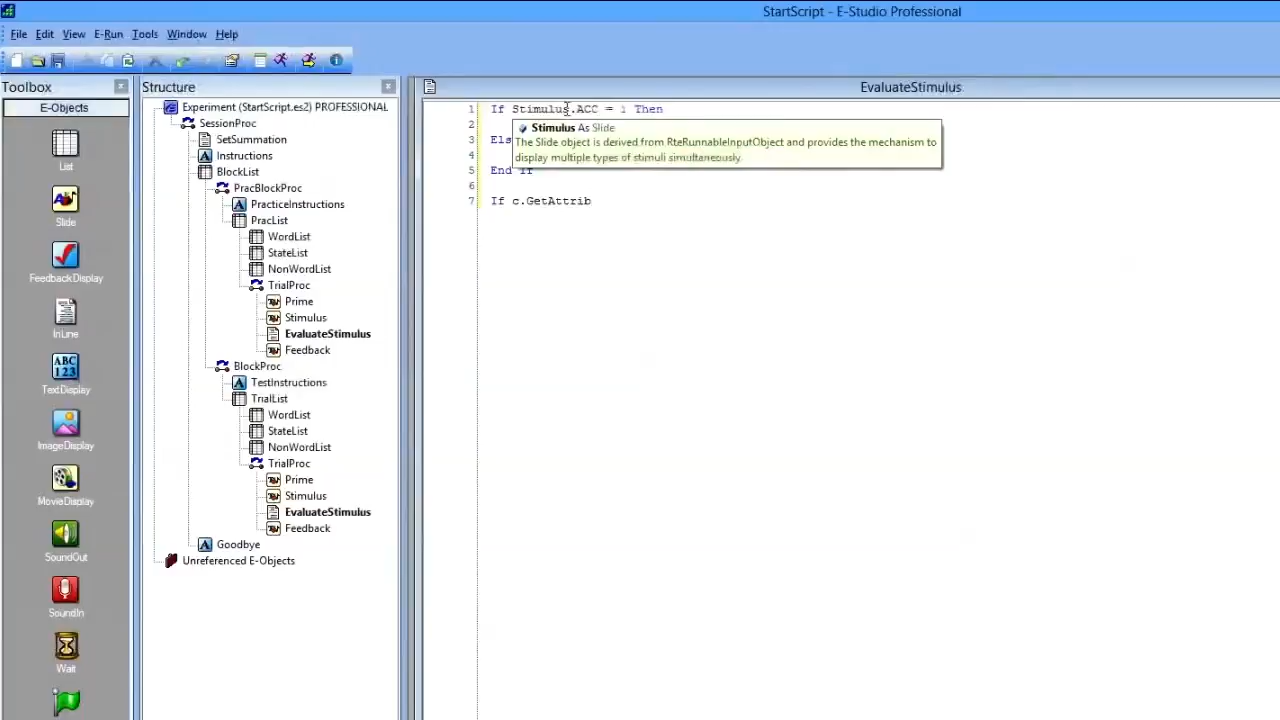 StartScript - E-Studio Professional
File Edit View E-Run Tools Window Help
Toolbox
E-Objects
List
Slide
FeedbackDisplay
InLine
ABC
123
TextDisplay
ImageDisplay
MovieDisplay
SoundOut
SoundIn
Wait
Structure
Experiment (StartScript.es2) PROFESSIONAL
SessionProc
SetSummation
Instructions
BlockList
PracBlockProc
PracticeInstructions
PracList
WordList
StateList
NonWordList
TrialProc
Prime
Stimulus
EvaluateStimulus
Feedback
BlockProc
TestInstructions
TrialList
WordList
StateList
NonWordList
TrialProc
Prime
Stimulus
EvaluateStimulus
Feedback
Goodbye
Unreferenced E-Objects
EvaluateStimulus
1 If Stimulus.ACC = 1 Then
2
Stimulus As Slide
3 Els
The Slide object is derived from RteRunnableInputObject and provides the mechanism to
4
display multiple types of stimuli simultaneously.
5 End If
6
7 If c.GetAttrib